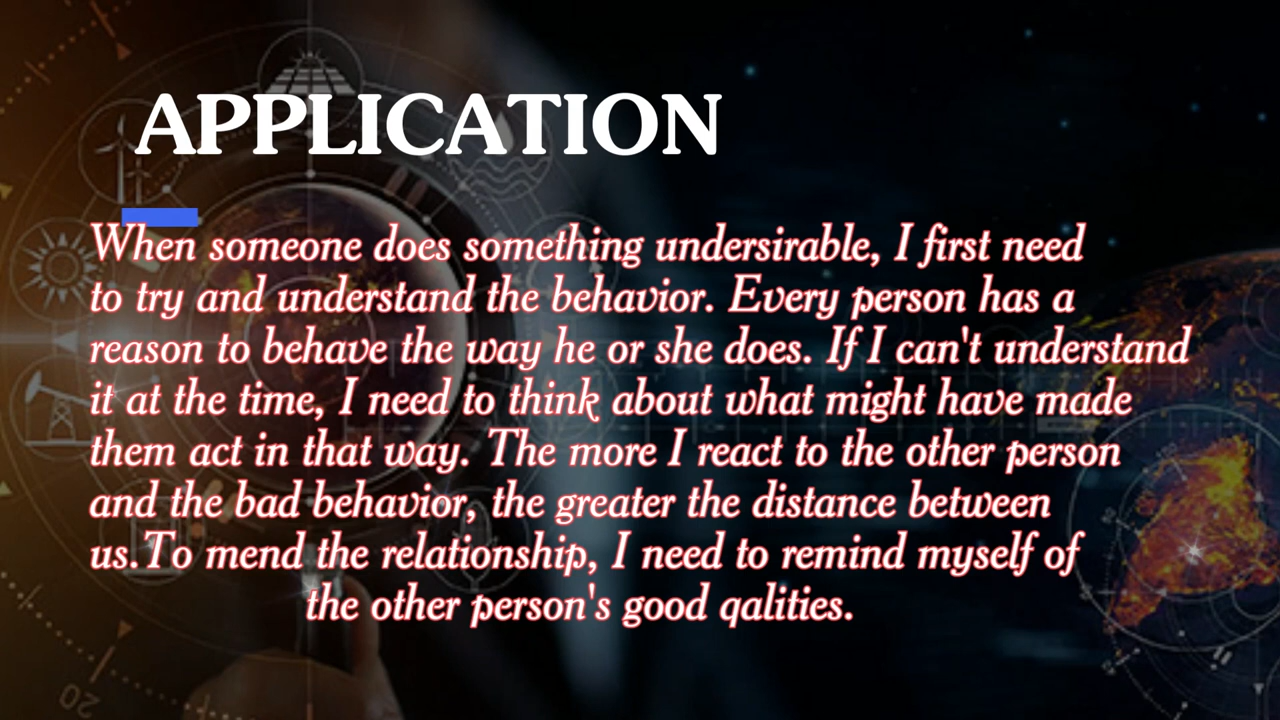 APPLICATION
When someone does something undersirable, I first need
to try and understand the behavior. Every person has a
reason to behave the way he or she does. If I can't understand
it at the time, I need to think about what might have made
them act in that way. The more I react to the other person
and the bad behavior, the greater the distance between
us.To mend the relationship, I need to remind myself of
the other person's good qalities.
20